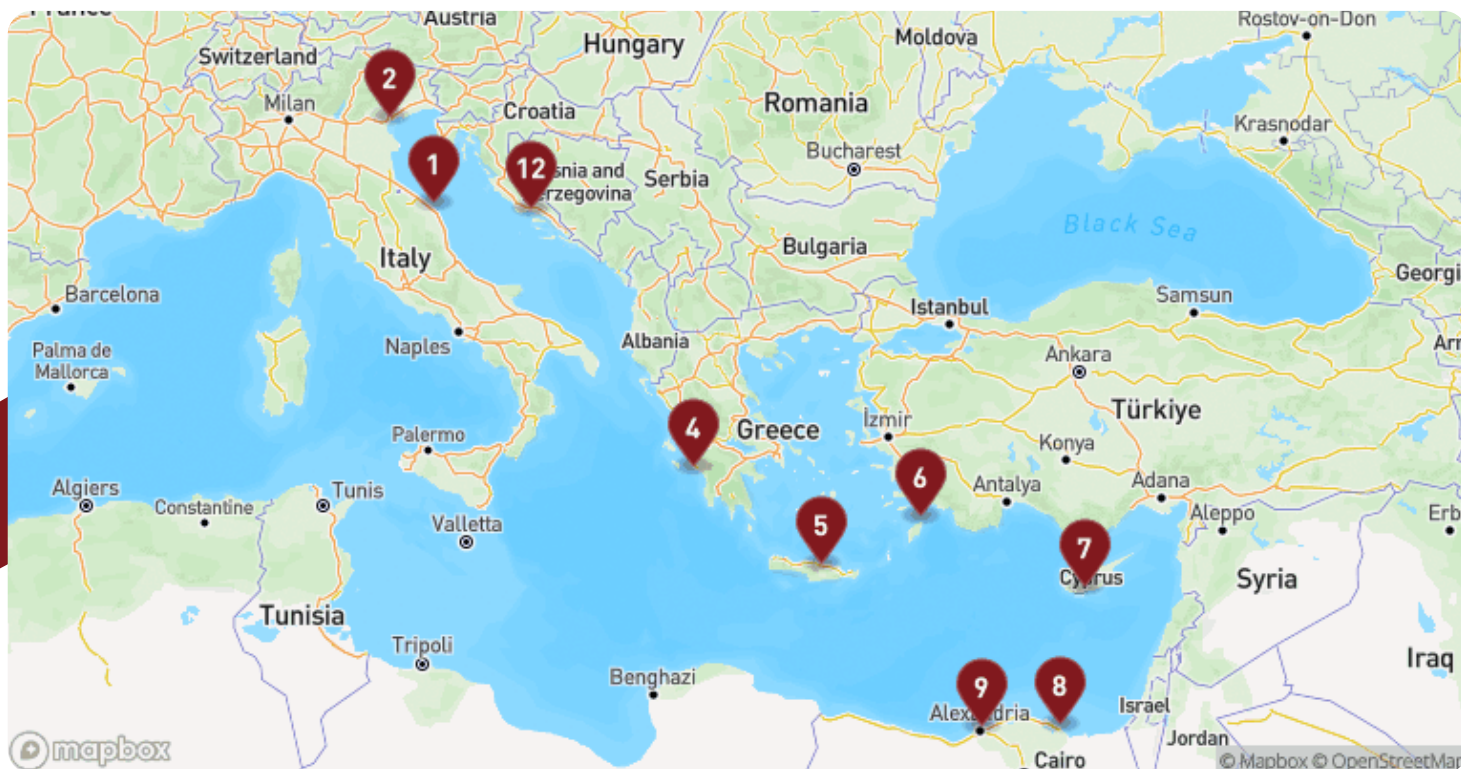 Austria
Rostov-on-Don
Hungary
Moldova
Switzerland
2
Romania
Milan
Croatia
Krasnodar
Bucharest
1
12
snia and
erzegovina
Serbia
Black Sea
Bulgaria
Italy
Georgi
Barcelona
Samsun
Istanbul
Naples
Albania
Palma de
Mallorca
Ankara
Türkiye
4
Greece
İzmir
Palermo
Konya
6
Antalya
Adana
Algiers
Tunis
Constantine
Valletta
5
Aleppo
Erb
7
Cyprus
Syria
Tunisia
Tripoli
Benghazi
Iraq
9
8
Alexandria
Israel
Jordan
mapbox
Cairo
© Mapbox © OpenStreetMap